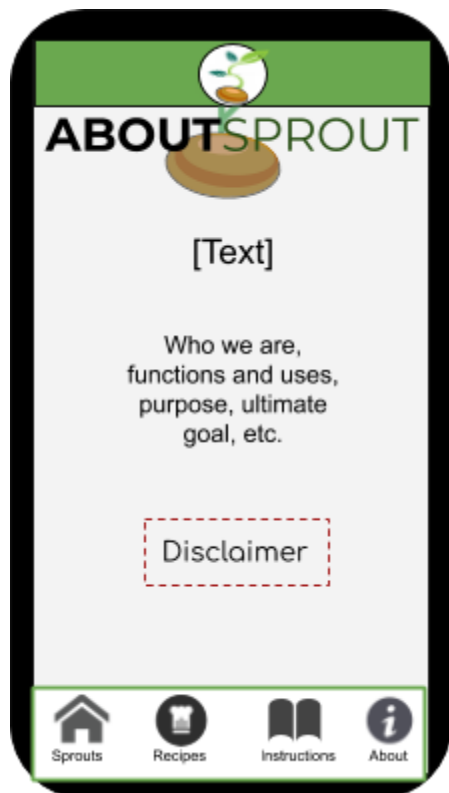 ABOUTSPROUT
[Text]
Who we are,
functions and uses,
purpose, ultimate
goal, etc.
Disclaimer
Sprouts Recipes Instructions About